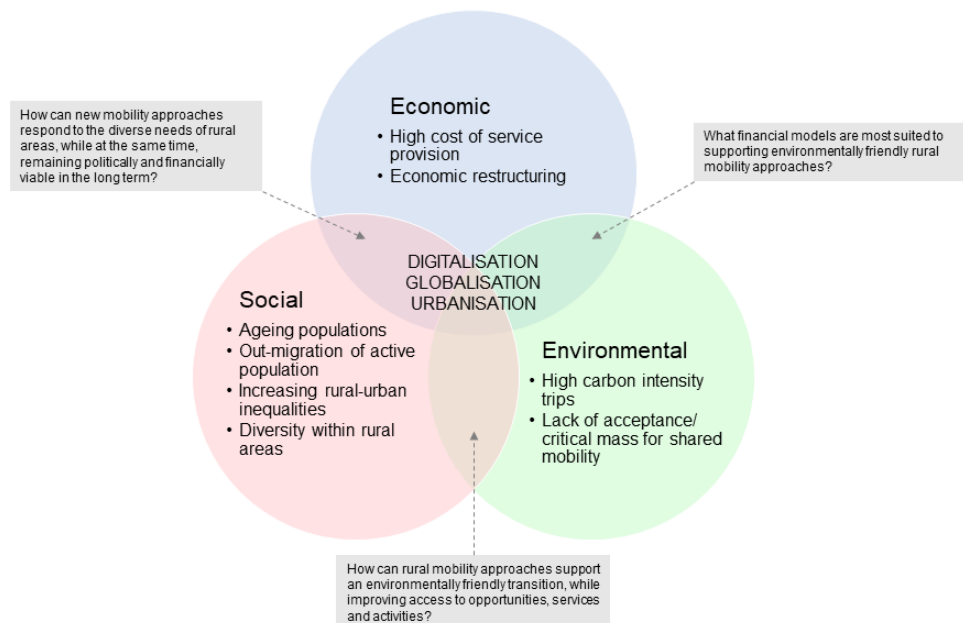 Economic
• High cost of service
provision
• Economic restructuring
How can new mobility approaches
respond to the diverse needs of rural
areas, while at the same time,
remaining politically and financially
viable in the long term?
What financial models are most suited to
supporting environmentally friendly rural
mobility approaches?
DIGITALISATION
GLOBALISATION
URBANISATION
Social
• Ageing populations
• Out-migration of active
population
• Increasing rural-urban
inequalities
• Diversity within rural
areas
Environmental
• High carbon intensity
trips
• Lack of acceptance/
critical mass for shared
mobility
How can rural mobility approaches support
an environmentally friendly transition, while
improving access to opportunities, services
and activities?